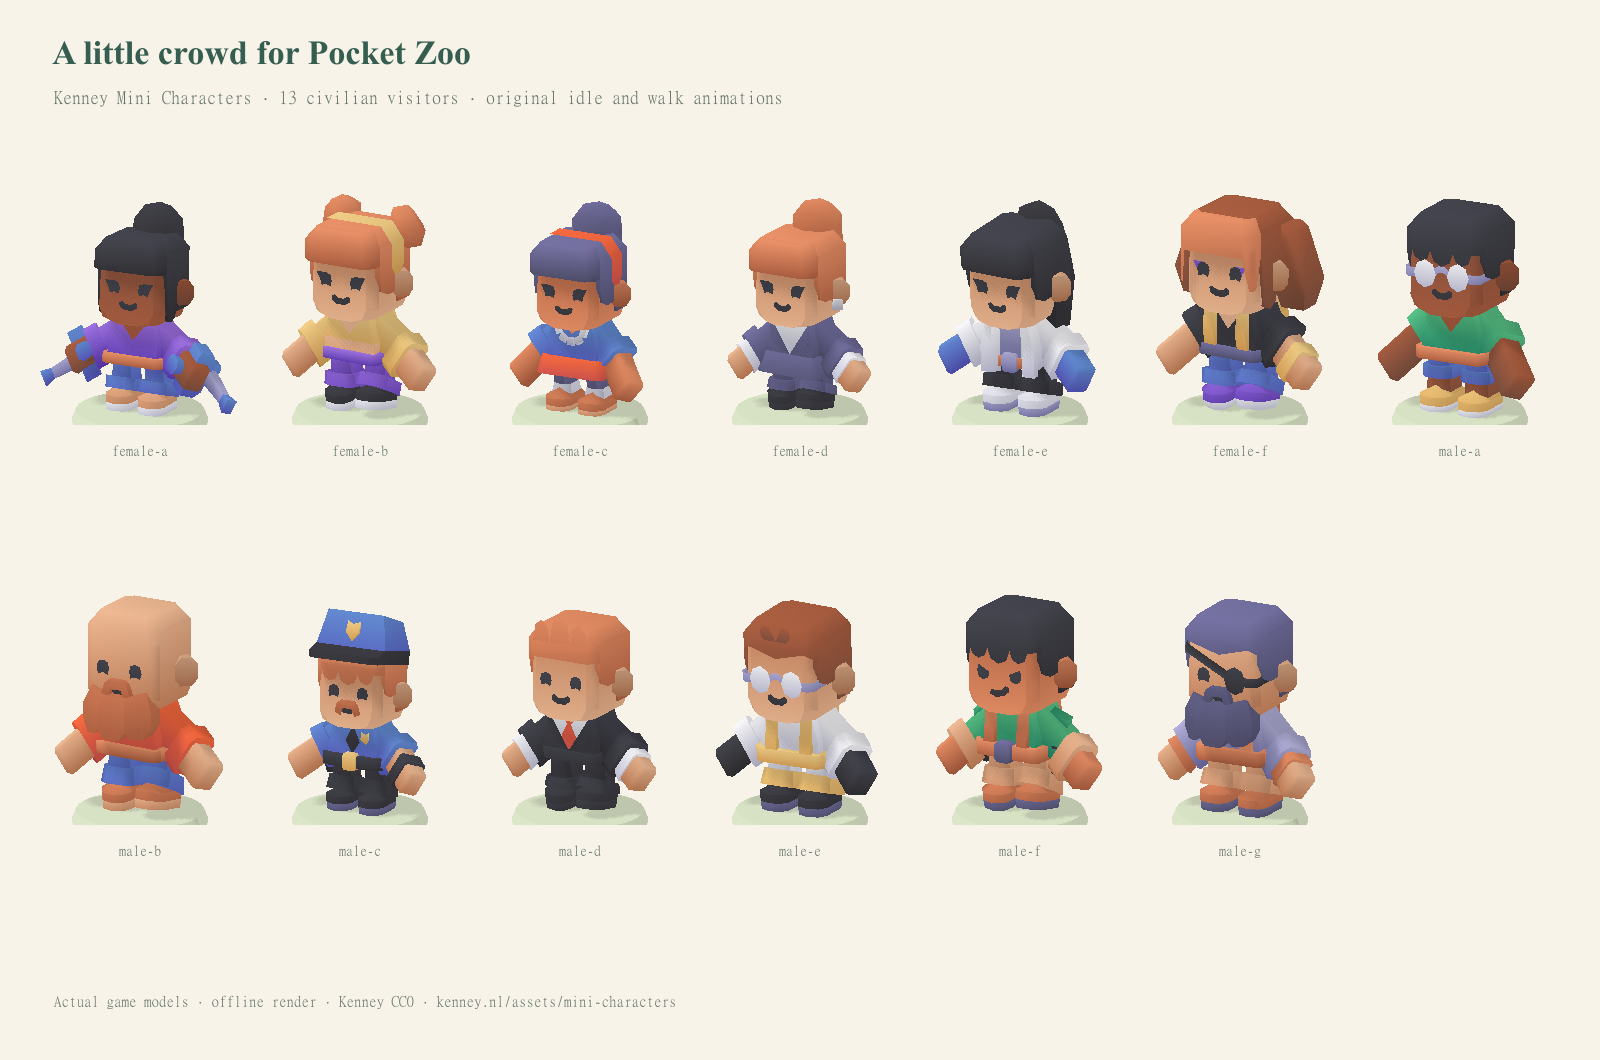 A little crowd for Pocket Zoo
Kenney Mini Characters · 13 civilian visitors · original idle and walk animations
female-a
female-b
female-c
female-d
female-e
female-f
male-a
male-b
male-c
male-d
male-e
male-f
male-g
Actual game models · offline render · Kenney CC0 · kenney.nl/assets/mini-characters